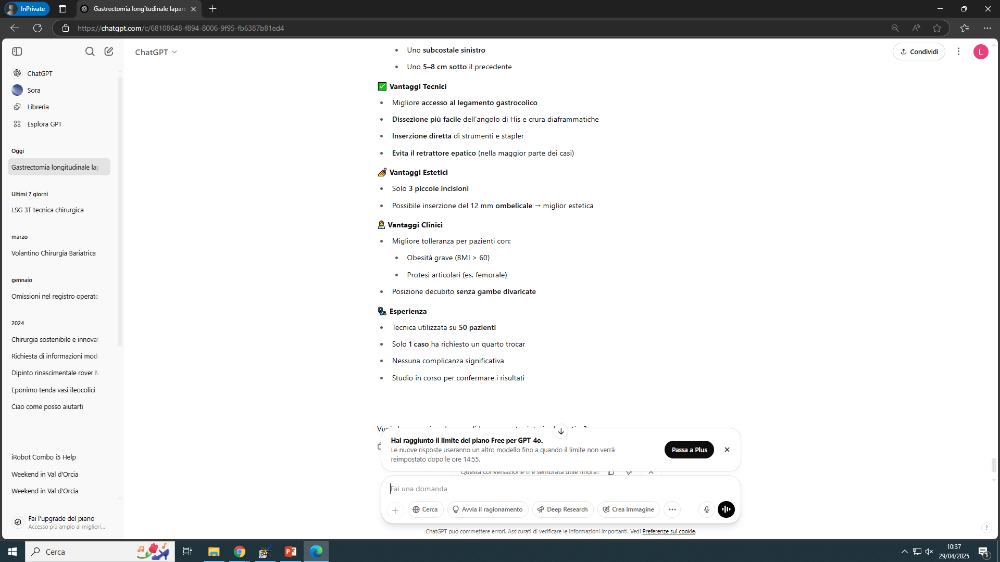 InPrivate
Gastrectomia longitudinale laparo
https://chatgpt.com/c/68108648-f894-8006-9f95-fb6387b81ed4
ChatGPT
Sora
Libreria
Esplora GPT
Oggi
Gastrectomia longitudinale lap
Ultimi 7 giorni
LSG 3T tecnica chirurgica
marzo
Volantino Chirurgia Bariatrica
gennaio
Omissioni nel registro operato
2024
Chirurgia sostenibile e innovat
Richiesta di informazioni mod
Dipinto rinascimentale rover M
Eponimo tenda vasi ileocolici
Ciao come posso aiutarti
iRobot Combo i5 Help
Weekend in Val d'Orcia
Weekend in Val d'Orcia
Fai l'upgrade del piano
Accesso più ampio ai migliori...
ChatGPT
Condividi
L
• Uno subcostale sinistro
• Uno 5–8 cm sotto il precedente
✅ Vantaggi Tecnici
• Migliore accesso al legamento gastrocolico
• Dissezione più facile dell'angolo di His e crura diaframmatiche
• Inserzione diretta di strumenti e stapler
• Evita il retrattore epatico (nella maggior parte dei casi)
Vantaggi Estetici
• Solo 3 piccole incisioni
• Possibile inserzione del 12 mm ombelicale → miglior estetica
Vantaggi Clinici
• Migliore tolleranza per pazienti con:
• Obesità grave (BMI > 60)
• Protesi articolari (es. femorale)
• Posizione decubito senza gambe divaricate
Esperienza
• Tecnica utilizzata su 50 pazienti
• Solo 1 caso ha richiesto un quarto trocar
• Nessuna complicanza significativa
• Studio in corso per confermare i risultati
Hai raggiunto il limite del piano Free per GPT-4o.
Le nuove risposte useranno un altro modello fino a quando il limite non verrà
reimpostato dopo le ore 14:55.
Passa a Plus
Questa conversazione ti è sembrata utile finora?
Fai una domanda
Cerca
Avvia il ragionamento
Deep Research
Crea immagine
ChatGPT può commettere errori. Assicurati di verificare le informazioni importanti. Vedi Preferenze sui cookie.
?
Cerca
10:37
29/04/2025
1